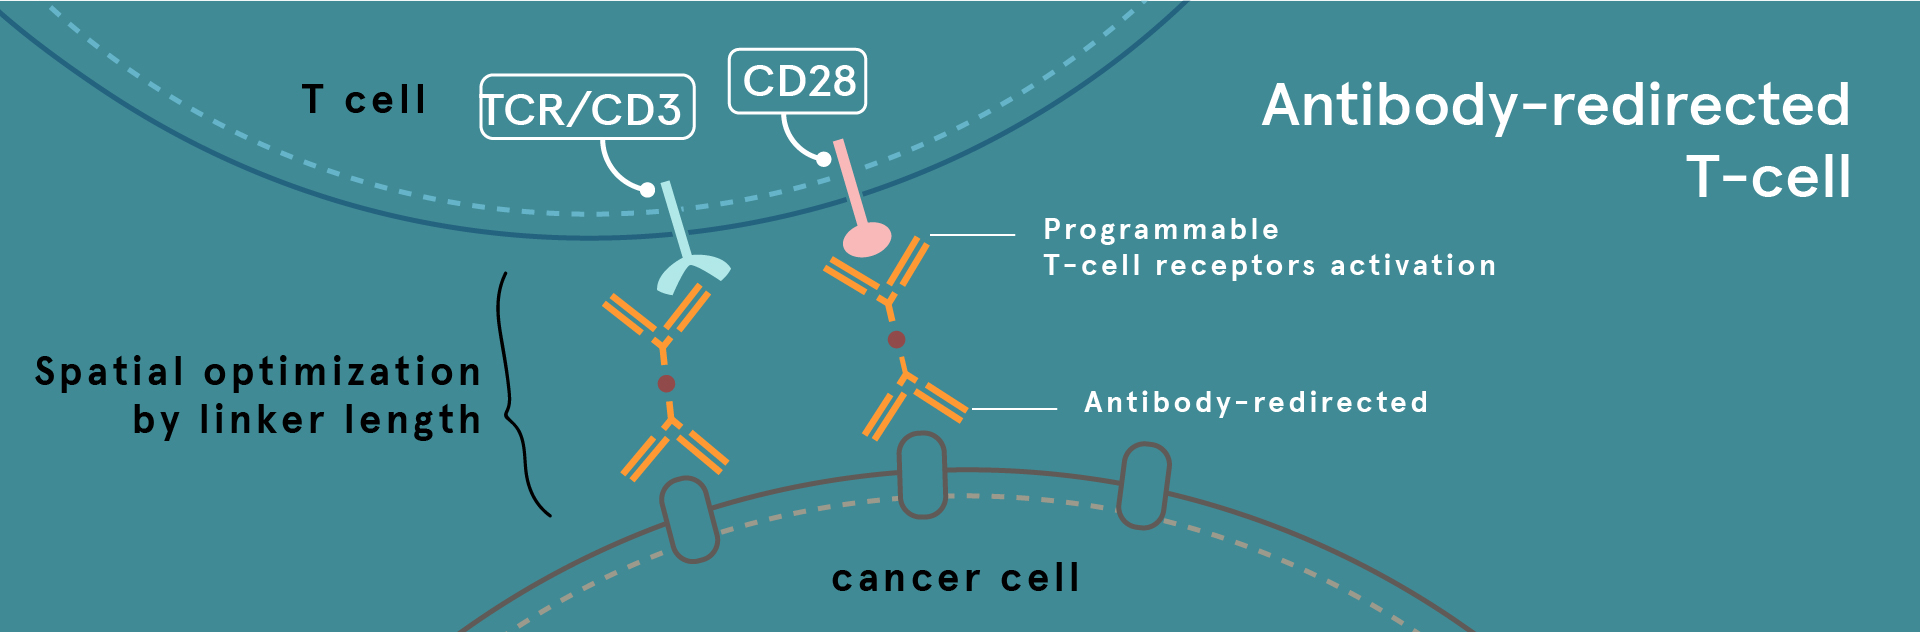 Antibody-redirected
T-cell
T cell
TCR/CD3
CD28
Programmable
T-cell receptors activation
Spatial optimization
by linker length
Antibody-redirected
cancer cell